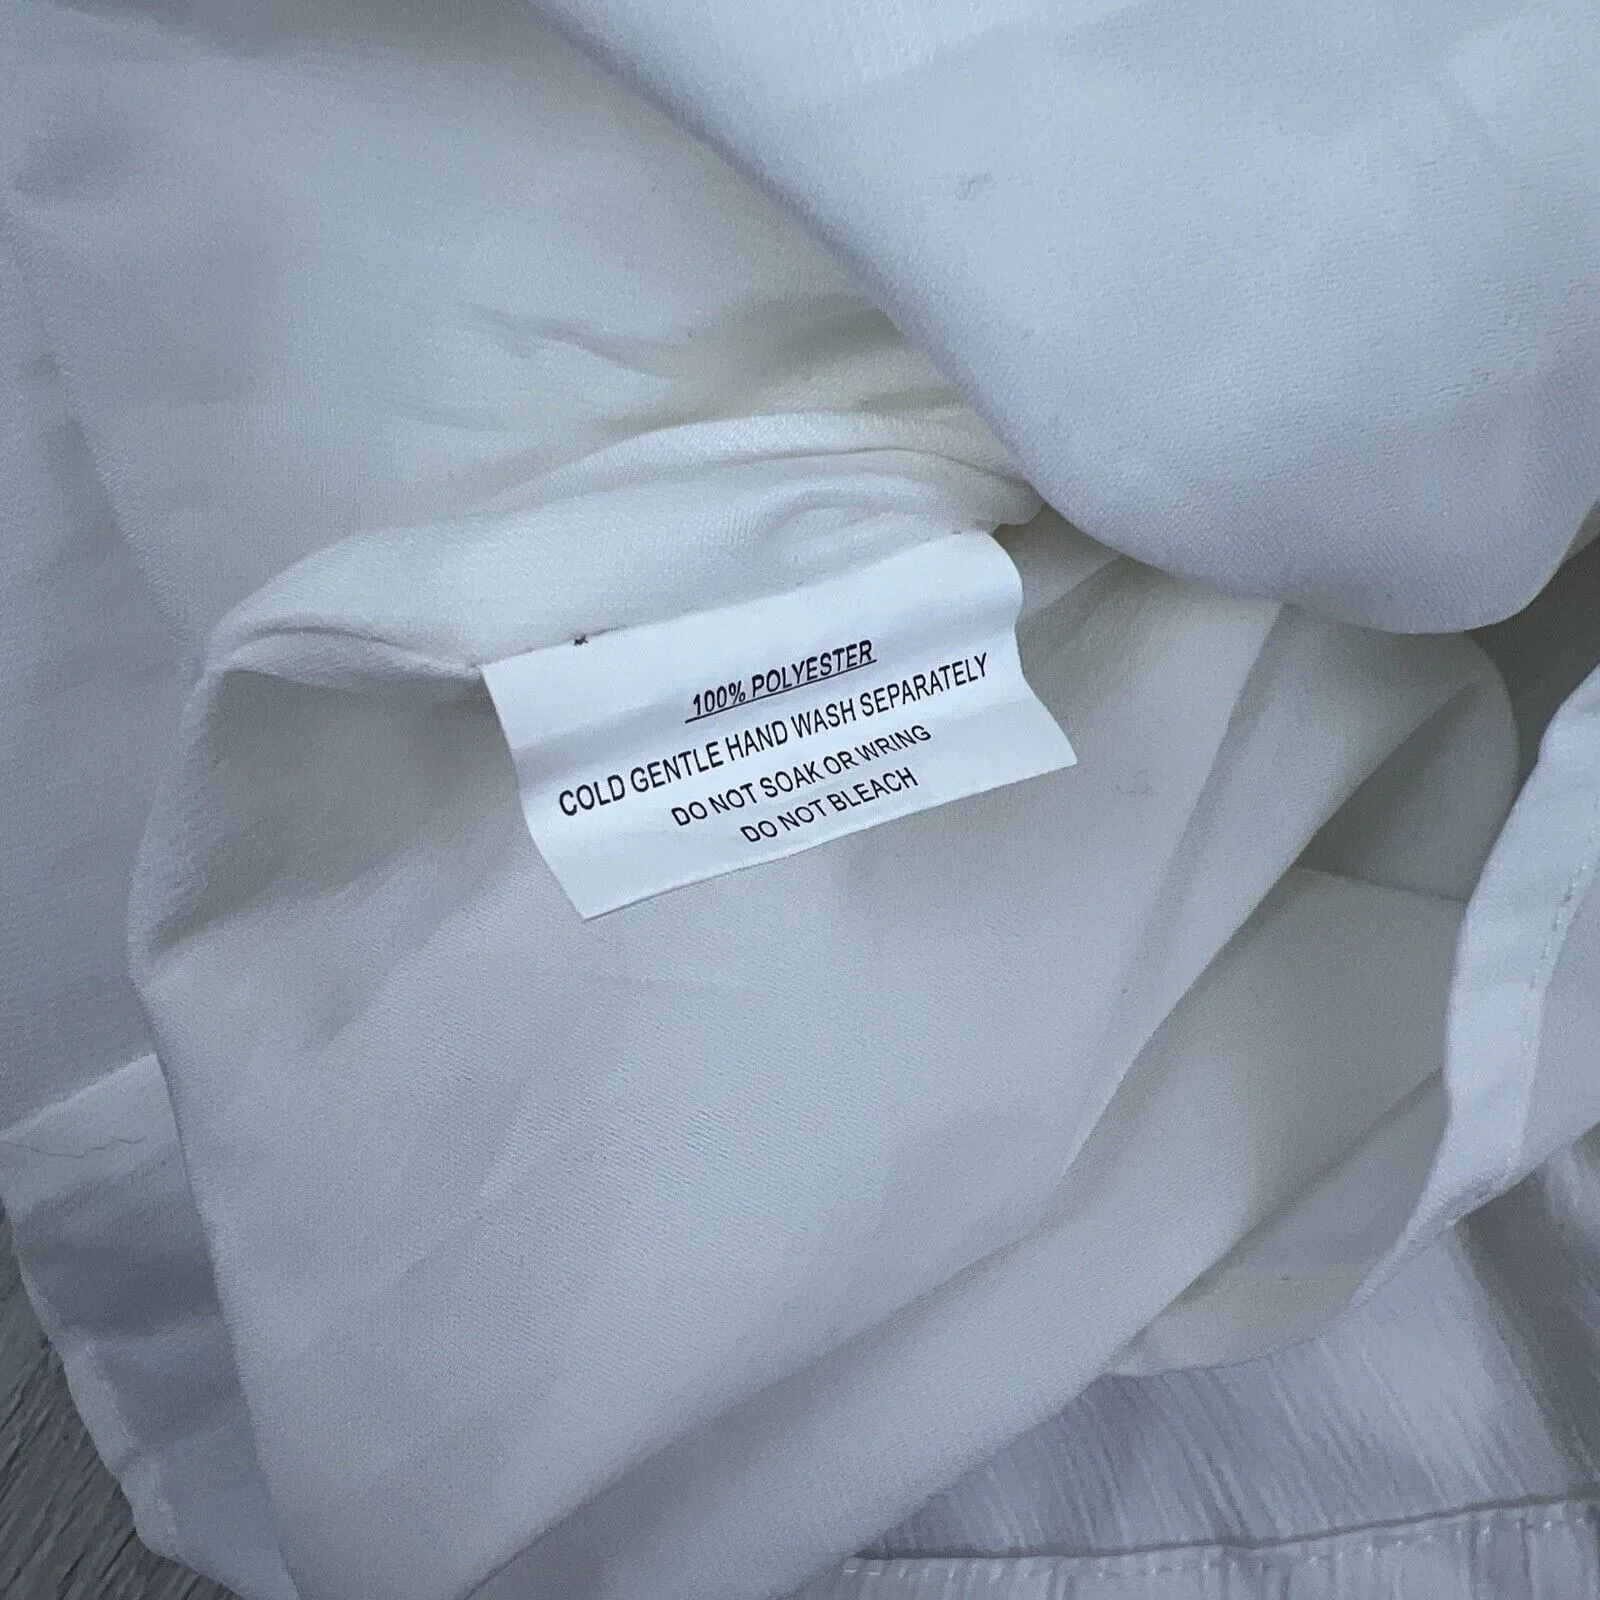 100% POLYESTER
COLD GENTLE HAND WASH SEPARATELY
DO NOT SOAK OR WRING
DO NOT BLEACH